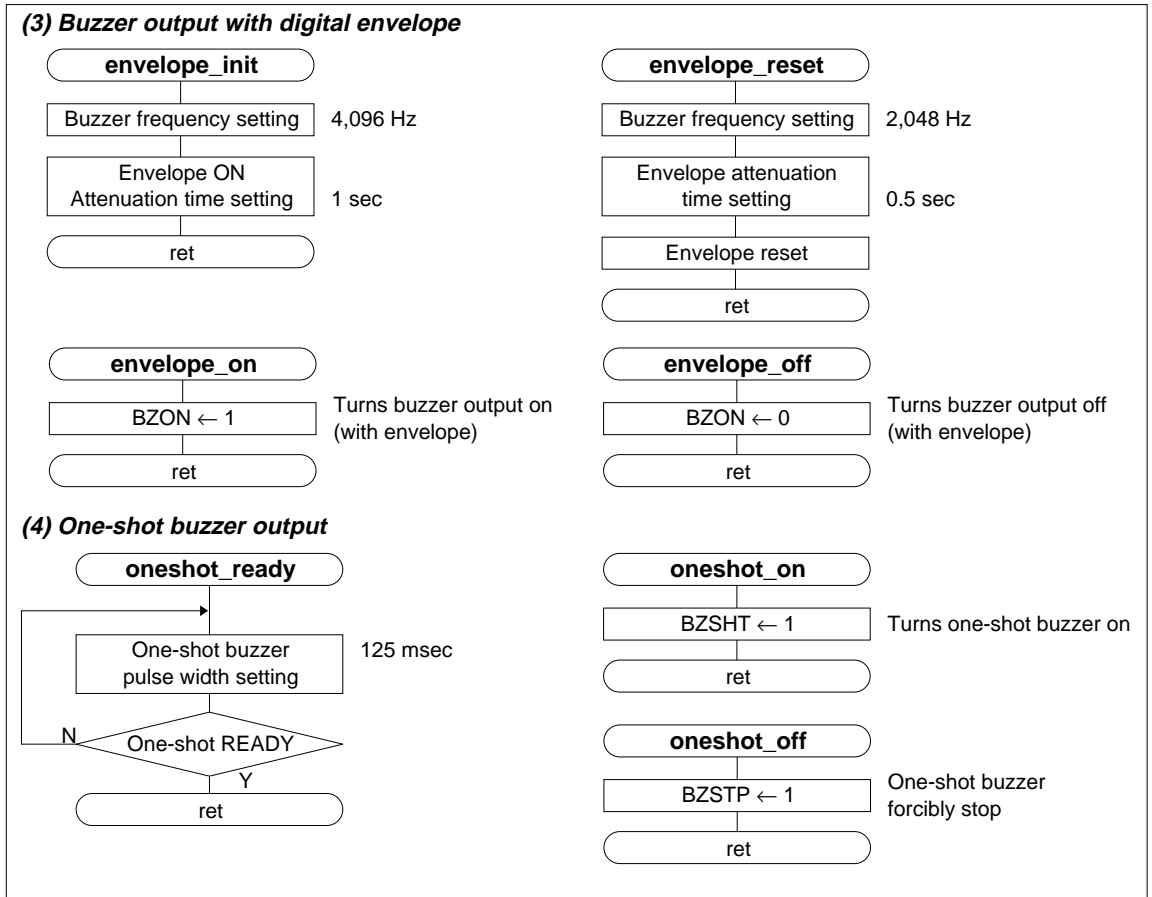 (3) Buzzer output with digital envelope
envelope_init
Buzzer frequency setting
4,096 Hz
Envelope ON
Attenuation time setting
1 sec
ret
envelope_reset
Buzzer frequency setting
2,048 Hz
Envelope attenuation
time setting
0.5 sec
Envelope reset
ret
envelope_on
BZON ← 1
Turns buzzer output on
(with envelope)
ret
envelope_off
BZON ← 0
Turns buzzer output off
(with envelope)
ret
(4) One-shot buzzer output
oneshot_ready
One-shot buzzer
pulse width setting
125 msec
N
One-shot READY
Y
ret
oneshot_on
BZSHT ← 1
Turns one-shot buzzer on
ret
oneshot_off
BZSTP ← 1
One-shot buzzer
forcibly stop
ret